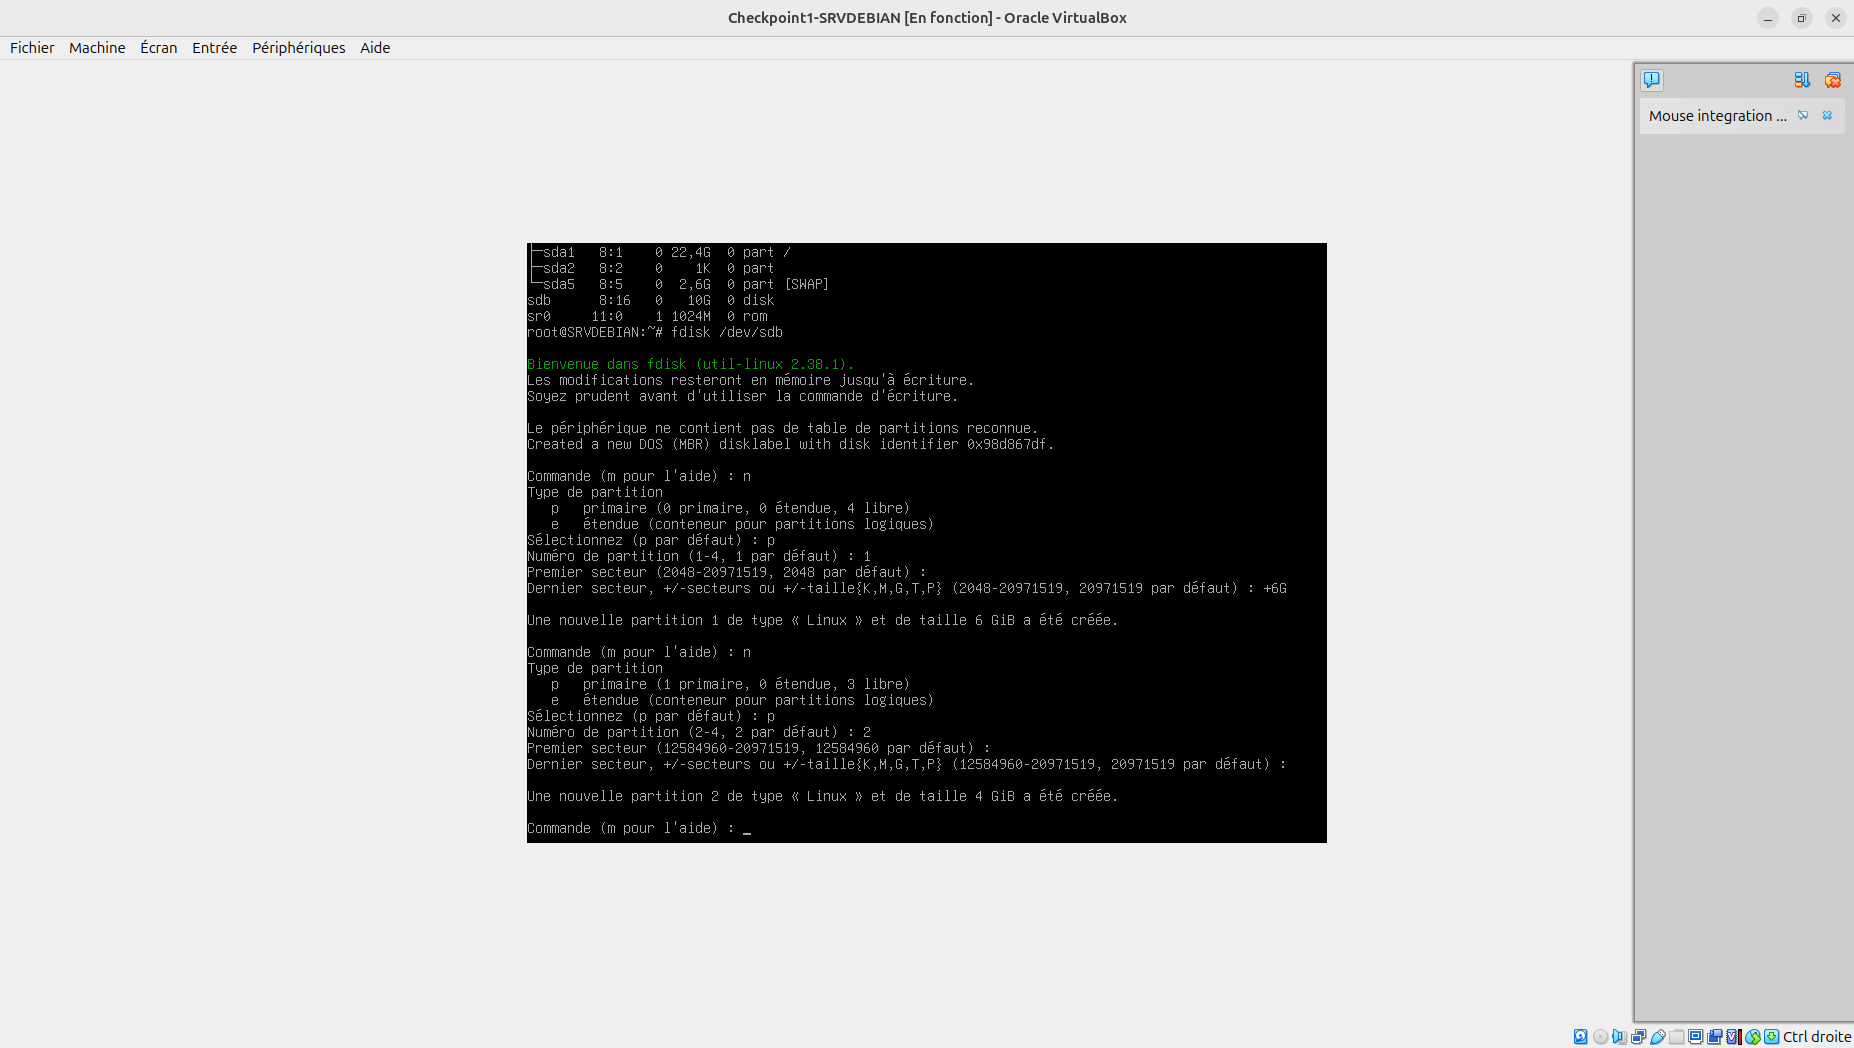 Checkpoint1-SRVDEBIAN [En fonction] - Oracle VirtualBox
Fichier Machine Écran Entrée Périphériques Aide
Mouse integration ...
├─sda1   8:1    0 22,4G  0 part /
├─sda2   8:2    0    1K  0 part
└─sda5   8:5    0  2,6G  0 part [SWAP]
sdb      8:16   0   10G  0 disk
sr0     11:0    1 1024M  0 rom
root@SRVDEBIAN:~# fdisk /dev/sdb
Bienvenue dans fdisk (util-linux 2.38.1).
Les modifications resteront en mémoire jusqu'à écriture.
Soyez prudent avant d'utiliser la commande d'écriture.
Le périphérique ne contient pas de table de partitions reconnue.
Created a new DOS (MBR) disklabel with disk identifier 0x98d867df.
Commande (m pour l'aide) : n
Type de partition
   p   primaire (0 primaire, 0 étendue, 4 libre)
   e   étendue (conteneur pour partitions logiques)
Sélectionnez (p par défaut) : p
Numéro de partition (1-4, 1 par défaut) : 1
Premier secteur (2048-20971519, 2048 par défaut) :
Dernier secteur, +/-secteurs ou +/-taille{K,M,G,T,P} (2048-20971519, 20971519 par défaut) : +6G
Une nouvelle partition 1 de type « Linux » et de taille 6 GiB a été créée.
Commande (m pour l'aide) : n
Type de partition
   p   primaire (1 primaire, 0 étendue, 3 libre)
   e   étendue (conteneur pour partitions logiques)
Sélectionnez (p par défaut) : p
Numéro de partition (2-4, 2 par défaut) : 2
Premier secteur (12584960-20971519, 12584960 par défaut) :
Dernier secteur, +/-secteurs ou +/-taille{K,M,G,T,P} (12584960-20971519, 20971519 par défaut) :
Une nouvelle partition 2 de type « Linux » et de taille 4 GiB a été créée.
Commande (m pour l'aide) : _
Ctrl droite